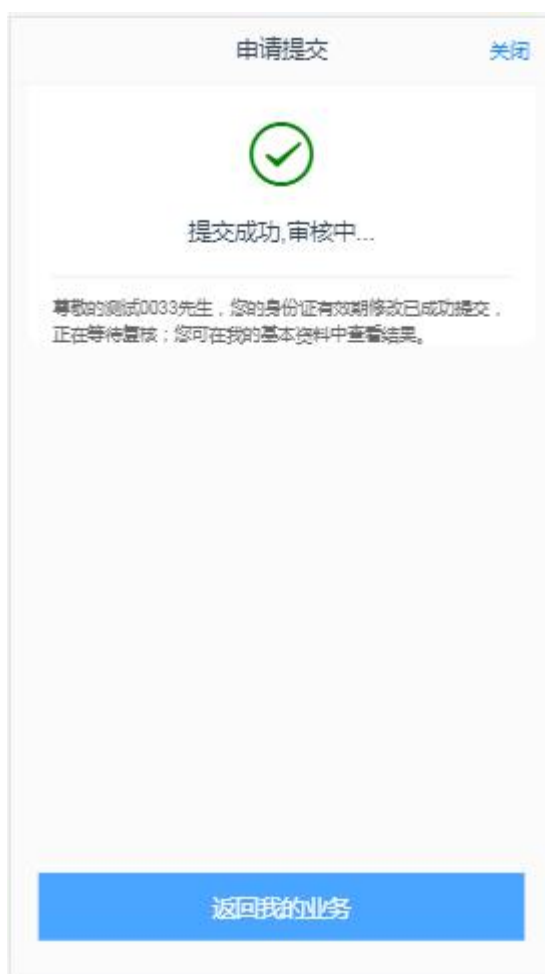 申请提交
关闭
提交成功,审核中...
尊敬的测试0033先生，您的身份证有效期修改已成功提交，
正在等待复核；您可在我的基本资料中查看结果。
返回我的业务